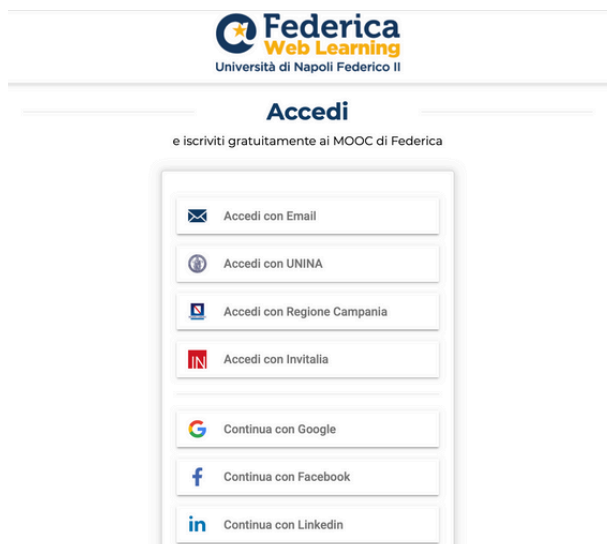 Federica
Web Learning
Università di Napoli Federico II
Accedi
e iscriviti gratuitamente ai MOOC di Federica
Accedi con Email
Accedi con UNINA
Accedi con Regione Campania
IN Accedi con Invitalia
G Continua con Google
f Continua con Facebook
in Continua con Linkedin